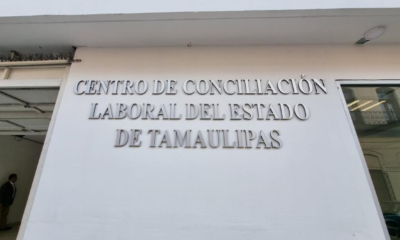 CENTRO DE CONCILIACIÓN
LABORAL DEL ESTADO
DE TAMAULIPAS